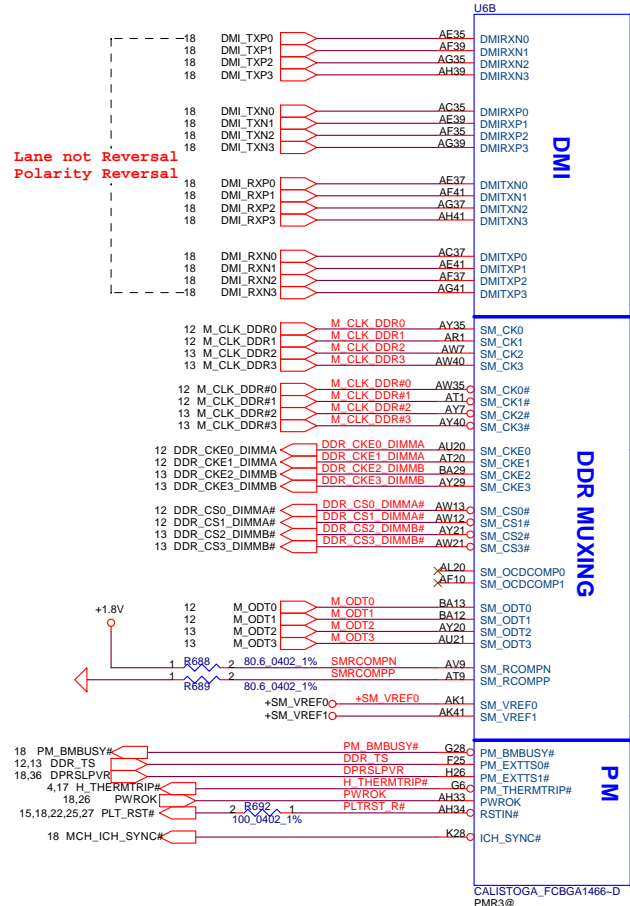 U6B
18 DMI_TXP0 AE35 DMIRXN0
18 DMI_TXP1 AF39 DMIRXN1
18 DMI_TXP2 AG35 DMIRXN2
18 DMI_TXP3 AH39 DMIRXN3
18 DMI_TXN0 AC35 DMIRXP0
18 DMI_TXN1 AE39 DMIRXP1
18 DMI_TXN2 AF35 DMIRXP2
18 DMI_TXN3 AG39 DMIRXP3
Lane not Reversal
Polarity Reversal
DMI
18 DMI_RXP0 AE37 DMITXN0
18 DMI_RXP1 AF41 DMITXN1
18 DMI_RXP2 AG37 DMITXN2
18 DMI_RXP3 AH41 DMITXN3
18 DMI_RXN0 AC37 DMITXP0
18 DMI_RXN1 AE41 DMITXP1
18 DMI_RXN2 AF37 DMITXP2
18 DMI_RXN3 AG41 DMITXP3
12 M_CLK_DDR0 M_CLK_DDR0 AY35 SM_CK0
12 M_CLK_DDR1 M_CLK_DDR1 AR1 SM_CK1
13 M_CLK_DDR2 M_CLK_DDR2 AW7 SM_CK2
13 M_CLK_DDR3 M_CLK_DDR3 AW40 SM_CK3
12 M_CLK_DDR#0 M_CLK_DDR#0 AW35 SM_CK0#
12 M_CLK_DDR#1 M_CLK_DDR#1 AT1 SM_CK1#
13 M_CLK_DDR#2 M_CLK_DDR#2 AY7 SM_CK2#
13 M_CLK_DDR#3 M_CLK_DDR#3 AY40 SM_CK3#
12 DDR_CKE0_DIMMA DDR_CKE0_DIMMA AU20 SM_CKE0
12 DDR_CKE1_DIMMA DDR_CKE1_DIMMA AT20 SM_CKE1
13 DDR_CKE2_DIMMB DDR_CKE2_DIMMB BA29 SM_CKE2
13 DDR_CKE3_DIMMB DDR_CKE3_DIMMB AY29 SM_CKE3
DDR MUXING
12 DDR_CS0_DIMMA# DDR_CS0_DIMMA# AW13 SM_CS0#
12 DDR_CS1_DIMMA# DDR_CS1_DIMMA# AW12 SM_CS1#
13 DDR_CS2_DIMMB# DDR_CS2_DIMMB# AY21 SM_CS2#
13 DDR_CS3_DIMMB# DDR_CS3_DIMMB# AW21 SM_CS3#
AL20 SM_OCDCOMP0
AF10 SM_OCDCOMP1
+1.8V
12 M_ODT0 M_ODT0 BA13 SM_ODT0
12 M_ODT1 M_ODT1 BA12 SM_ODT1
13 M_ODT2 M_ODT2 AY20 SM_ODT2
13 M_ODT3 M_ODT3 AU21 SM_ODT3
1 R688 2 80.6_0402_1% SMRCOMPN AV9 SM_RCOMPN
1 R689 2 80.6_0402_1% SMRCOMPP AT9 SM_RCOMPP
+SM_VREF0 +SM_VREF0 AK1 SM_VREF0
+SM_VREF1 AK41 SM_VREF1
18 PM_BMBUSY# PM_BMBUSY# G28 PM_BMBUSY#
12,13 DDR_TS DDR_TS F25 PM_EXTTS0#
18,36 DPRSLPVR DPRSLPVR H26 PM_EXTTS1#
4,17 H_THERMTRIP# H_THERMTRIP# G6 PM_THERMTRIP#
18,26 PWROK PWROK AH33 PWROK
15,18,22,25,27 PLT_RST# 2 R692 1 PLTRST_R# AH34 RSTIN#
100_0402_1%
PM
18 MCH_ICH_SYNC# K28 ICH_SYNC#
CALISTOGA_FCBGA1466~D
PMR3@